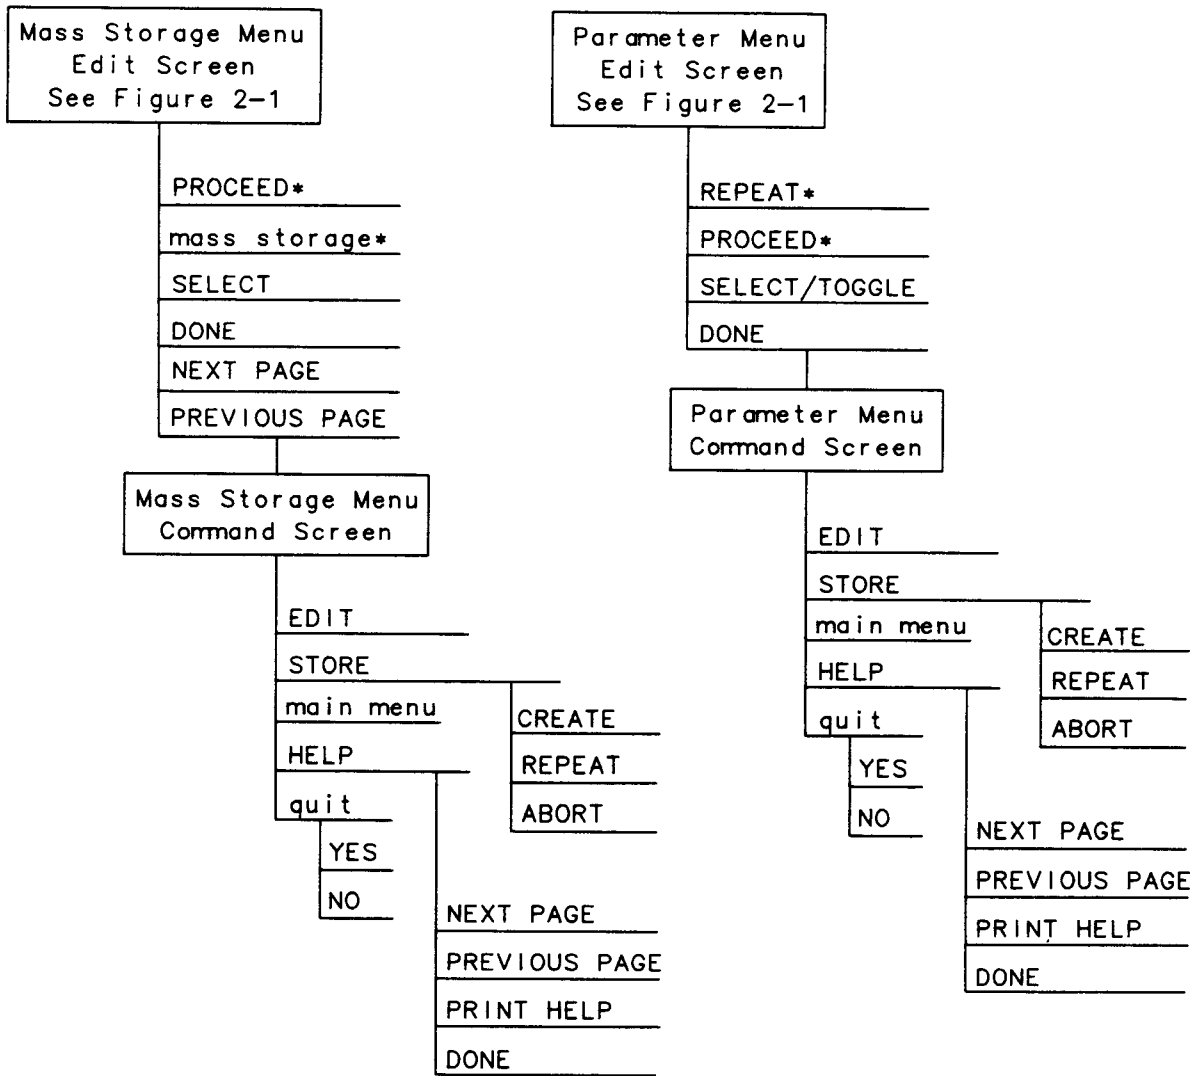 Mass Storage Menu
Edit Screen
See Figure 2-1
PROCEED*
mass storage*
SELECT
DONE
NEXT PAGE
PREVIOUS PAGE
Mass Storage Menu
Command Screen
EDIT
STORE
CREATE
REPEAT
ABORT
main menu
HELP
NEXT PAGE
PREVIOUS PAGE
PRINT HELP
DONE
quit
YES
NO
Parameter Menu
Edit Screen
See Figure 2-1
REPEAT*
PROCEED*
SELECT/TOGGLE
DONE
Parameter Menu
Command Screen
EDIT
STORE
CREATE
REPEAT
ABORT
main menu
HELP
NEXT PAGE
PREVIOUS PAGE
PRINT HELP
DONE
quit
YES
NO